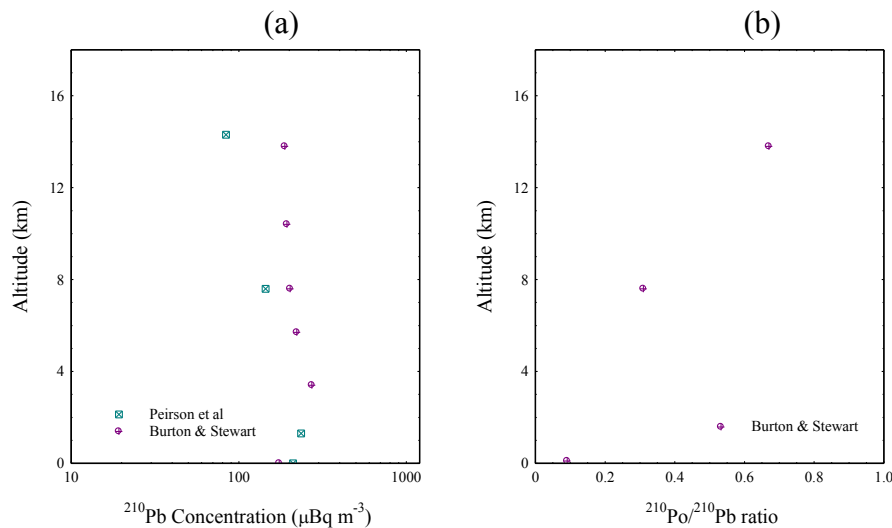 (a)
Altitude (km)
16
12
8
4
0
10
100
1000
Peirson et al
Burton & Stewart
²¹⁰Pb Concentration (μBq m⁻³)
(b)
Altitude (km)
16
12
8
4
0
0
0.2
0.4
0.6
0.8
1.0
Burton & Stewart
²¹⁰Po/²¹⁰Pb ratio